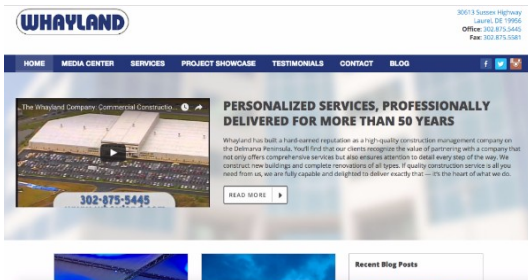 WHAYLAND
30613 Sussex Highway
Laurel, DE 19956
Office: 302.875.5445
Fax: 302.875.5581
HOME MEDIA CENTER SERVICES PROJECT SHOWCASE TESTIMONIALS CONTACT BLOG
The Whayland Company: Commercial Constructio...
302-875-5445
PERSONALIZED SERVICES, PROFESSIONALLY
DELIVERED FOR MORE THAN 50 YEARS
Whayland has built a hard-earned reputation as a high-quality construction management company on
the Delmarva Peninsula. You'll find that our clients recognize the value of partnering with a company that
not only offers comprehensive services but also ensures attention to detail every step of the way. We
construct new buildings and complete renovations of all types. If quality construction service is all you
need from us, we are fully capable and delighted to deliver exactly that — it's the heart of what we do.
READ MORE
Recent Blog Posts